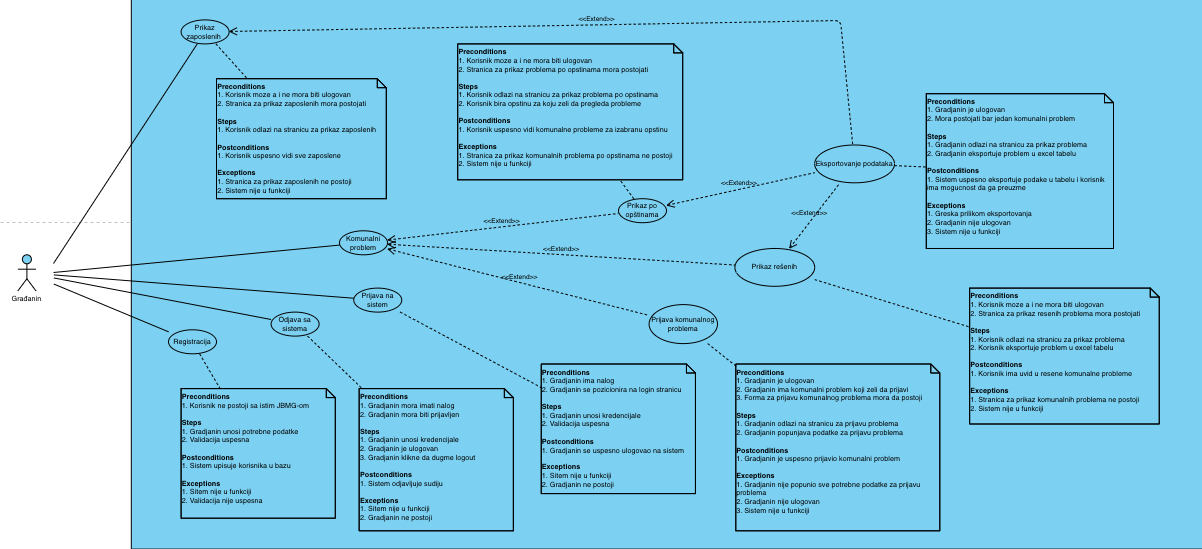 Prikaz
zaposlenih
<<Extend>>
Preconditions
1. Korisnik moze a i ne mora biti ulogovan
2. Stranica za prikaz zaposlenih mora postojati
Steps
1. Korisnik odlazi na stranicu za prikaz zaposlenih
Postconditions
1. Korisnik uspesno vidi sve zaposlene
Exceptions
1. Stranica za prikaz zaposlenih ne postoji
2. Sistem nije u funkciji
Preconditions
1. Korisnik moze a i ne mora biti ulogovan
2. Stranica za prikaz problema po opstinama mora postojati
Steps
1. Korisnik odlazi na stranicu za prikaz problema po opstinama
2. Korisnik bira opstinu za koju zeli da pregleda probleme
Postconditions
1. Korisnik uspesno vidi komunalne probleme za izabranu opstinu
Exceptions
1. Stranica za prikaz komunalnih problema po opstinama ne postoji
2. Sistem nije u funkciji
Preconditions
1. Gradjanin je ulogovan
2. Mora postojati bar jedan komunalni problem
Steps
1. Gradjanin odlazi na stranicu za prikaz problema
2. Gradjanin eksportuje problem u excel tabelu
Postconditions
1. Sistem uspesno eksportuje podake u tabelu i korisnik
ima mogucnost da ga preuzme
Exceptions
1. Greska prilikom eksportovanja
2. Gradjanin nije ulogovan
3. Sistem nije u funkciji
Eksportovanje podataka
<<Extend>>
<<Extend>>
Prikaz po
opštinama
<<Extend>>
Komunalni
problem
<<Extend>>
Prikaz rešenih
<<Extend>>
Građanin
Prijava na
sistem
Odjava sa
sistema
Registracija
Prijava komunalnog
problema
Preconditions
1. Korisnik moze a i ne mora biti ulogovan
2. Stranica za prikaz resenih problema mora postojati
Steps
1. Korisnik odlazi na stranicu za prikaz problema
2. Korisnik eksportuje problem u excel tabelu
Postconditions
1. Korisnik ima uvid u resene komunalne probleme
Exceptions
1. Stranica za prikaz komunalnih problema ne postoji
2. Sistem nije u funkciji
Preconditions
1. Korisnik ne postoji sa istim JBMG-om
Steps
1. Gradjanin unosi potrebne podatke
2. Validacija uspesna
Postconditions
1. Sistem upisuje korisnika u bazu
Exceptions
1. Sitem nije u funkciji
2. Validacija nije uspesna
Preconditions
1. Gradjanin mora imati nalog
2. Gradjanin mora biti prijavljen
Steps
1. Gradjanin unosi kredencijale
2. Gradjanin je ulogovan
3. Gradjanin klikne da dugme logout
Postconditions
1. Sistem odjavljuje sudiju
Exceptions
1. Sitem nije u funkciji
2. Gradjanin ne postoji
Preconditions
1. Gradjanin ima nalog
2. Gradjanin se pozicionira na login stranicu
Steps
1. Gradjanin unosi kredencijale
2. Validacija uspesna
Postconditions
1. Gradjanin se uspesno ulogovao na sistem
Exceptions
1. Sitem nije u funkciji
2. Gradjanin ne postoji
Preconditions
1. Gradjanin je ulogovan
2. Gradjanin ima komunalni problem koji zeli da prijavi
3. Forma za prijavu komunalnog problema mora da postoji
Steps
1. Gradjanin odlazi na stranicu za prijavu problema
2. Gradjanin popunjava podatke za prijavu problema
Postconditions
1. Gradjanin je uspesno prijavio komunalni problem
Exceptions
1. Gradjanin nije popunio sve potrebne podatke za prijavu
problema
2. Gradjanin nije ulogovan
3. Sistem nije u funkciji